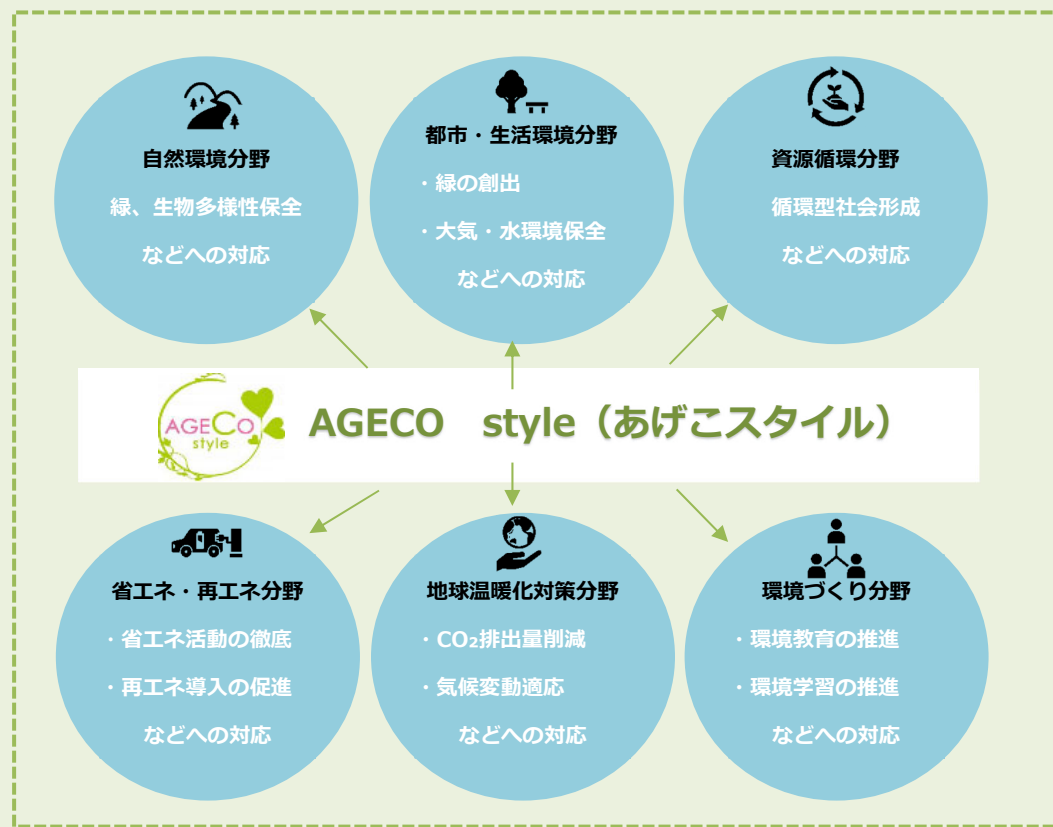 自然環境分野
緑、生物多様性保全
などへの対応
都市・生活環境分野
・緑の創出
・大気・水環境保全
などへの対応
資源循環分野
循環型社会形成
などへの対応
AGECO
style
AGECO style（あげこスタイル）
省エネ・再エネ分野
・省エネ活動の徹底
・再エネ導入の促進
などへの対応
地球温暖化対策分野
・CO₂排出量削減
・気候変動適応
などへの対応
環境づくり分野
・環境教育の推進
・環境学習の推進
などへの対応